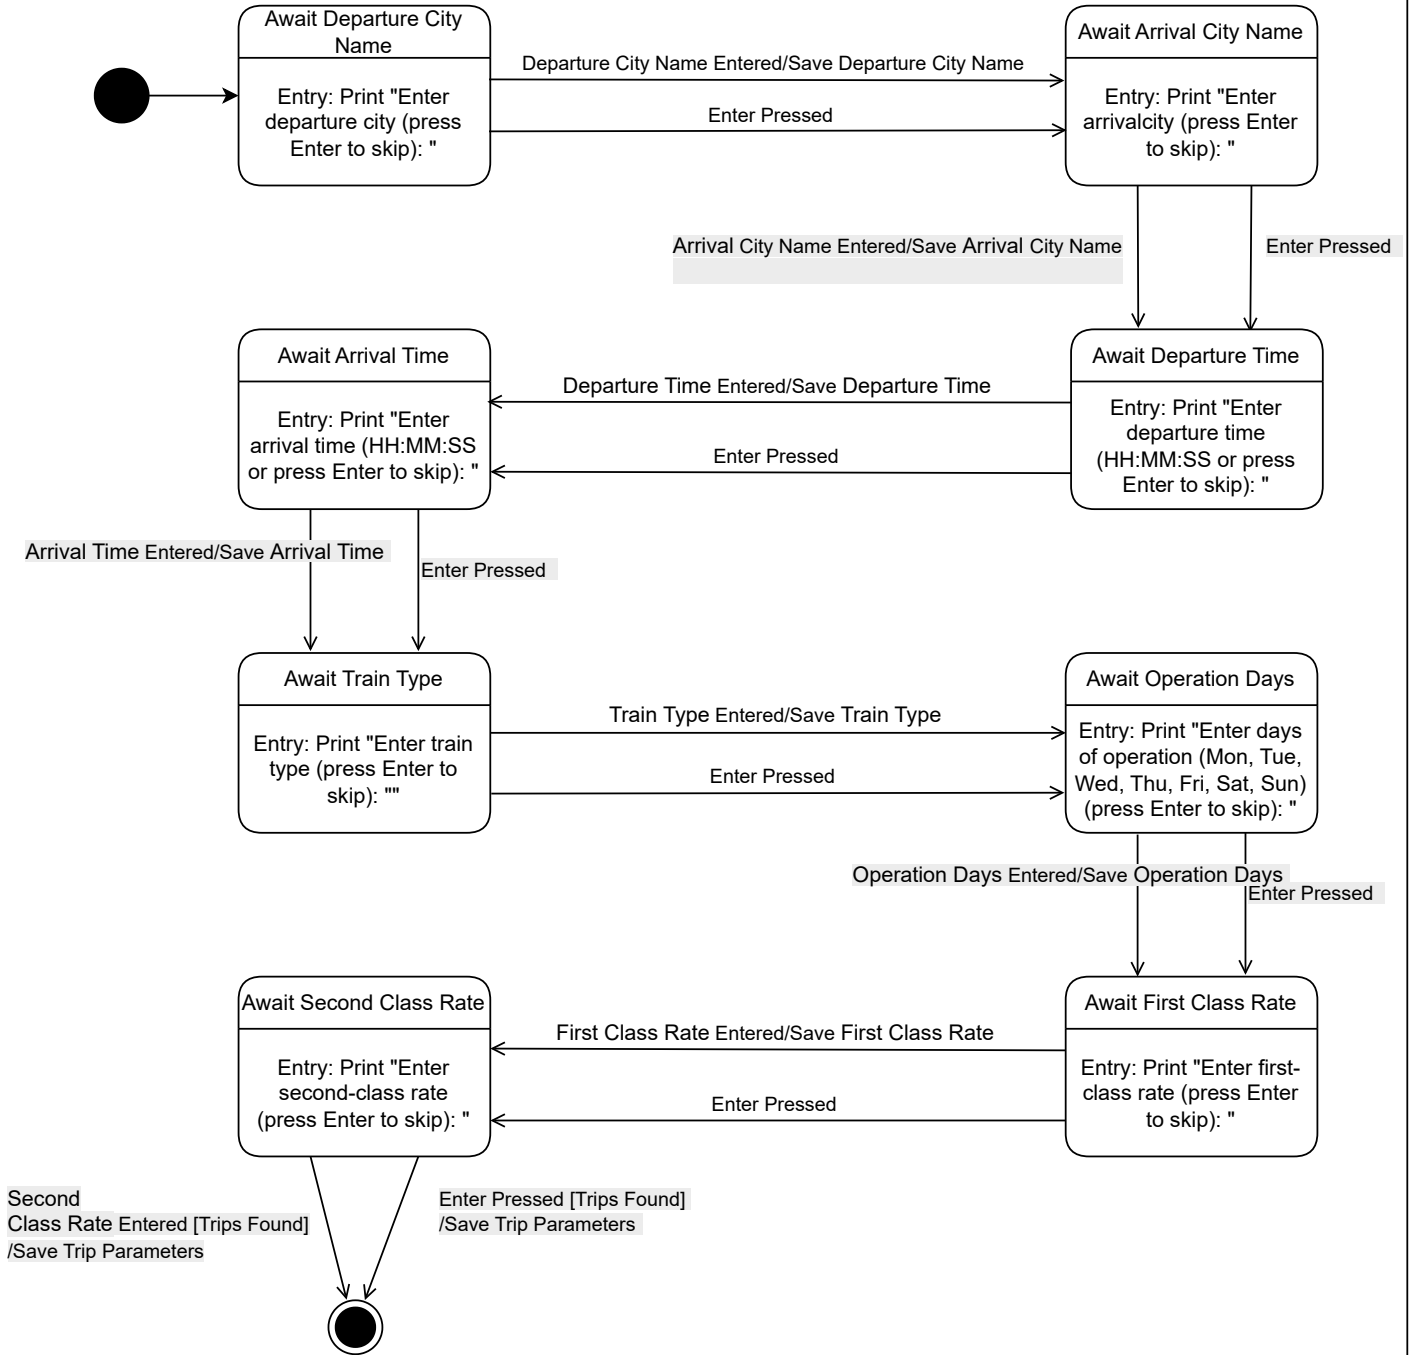 Await Departure City
Name
Entry: Print "Enter
departure city (press
Enter to skip): "
Departure City Name Entered/Save Departure City Name
Enter Pressed
Await Arrival City Name
Entry: Print "Enter
arrivalcity (press Enter
to skip): "
Arrival City Name Entered/Save Arrival City Name
Enter Pressed
Await Departure Time
Entry: Print "Enter
departure time
(HH:MM:SS or press
Enter to skip): "
Departure Time Entered/Save Departure Time
Enter Pressed
Await Arrival Time
Entry: Print "Enter
arrival time (HH:MM:SS
or press Enter to skip): "
Arrival Time Entered/Save Arrival Time
Enter Pressed
Await Train Type
Entry: Print "Enter train
type (press Enter to
skip): ""
Train Type Entered/Save Train Type
Enter Pressed
Await Operation Days
Entry: Print "Enter days
of operation (Mon, Tue,
Wed, Thu, Fri, Sat, Sun)
(press Enter to skip): "
Operation Days Entered/Save Operation Days
Enter Pressed
Await First Class Rate
Entry: Print "Enter first-
class rate (press Enter
to skip): "
First Class Rate Entered/Save First Class Rate
Enter Pressed
Await Second Class Rate
Entry: Print "Enter
second-class rate
(press Enter to skip): "
Second
Class Rate Entered [Trips Found]
/Save Trip Parameters
Enter Pressed [Trips Found]
/Save Trip Parameters